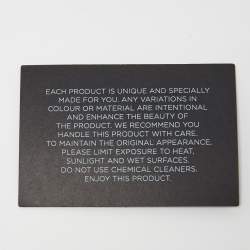 EACH PRODUCT IS UNIQUE AND SPECIALLY
MADE FOR YOU. ANY VARIATIONS IN
COLOUR OR MATERIAL ARE INTENTIONAL
AND ENHANCE THE BEAUTY OF
THE PRODUCT. WE RECOMMEND YOU
HANDLE THIS PRODUCT WITH CARE.
TO MAINTAIN THE ORIGINAL APPEARANCE,
PLEASE LIMIT EXPOSURE TO HEAT,
SUNLIGHT AND WET SURFACES.
DO NOT USE CHEMICAL CLEANERS.
ENJOY THIS PRODUCT.